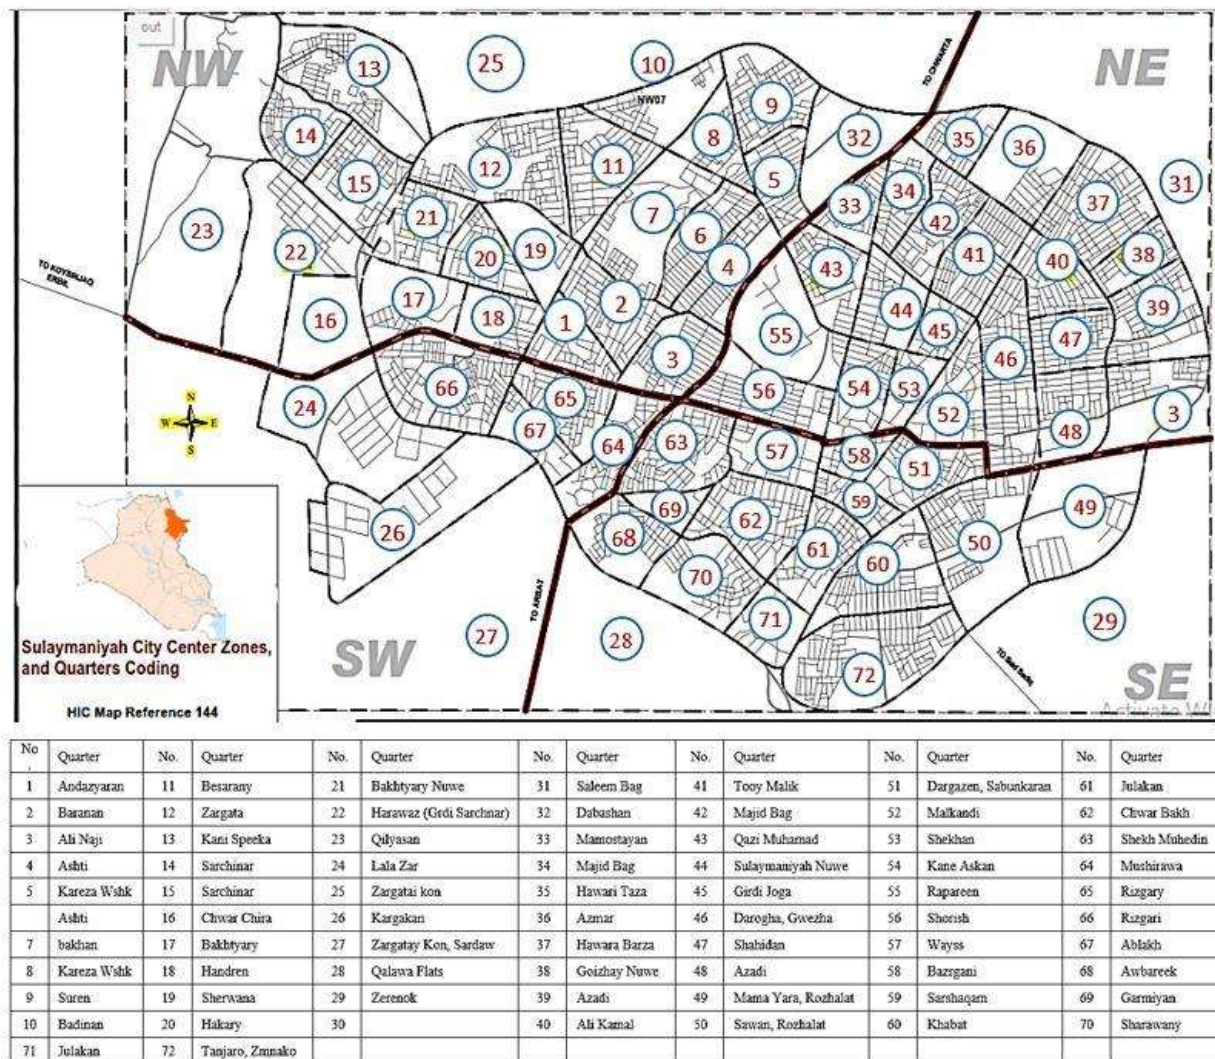 out
NW
13
25
10
TO CHWARTA
NE
NW07
9
14
8
32
35
36
12
11
15
5
31
34
33
37
21
7
42
23
6
22
20
19
41
40
38
4
43
TO KOYSINJAQ
ERBIL
17
2
39
16
18
1
44
45
55
47
3
46
66
56
54
53
24
65
52
3
N
W E
S
67
64
63
57
58
48
51
59
49
69
26
68
62
61
50
60
70
71
TO ARBAT
27
28
29
SW
72
SE
Sulaymaniyah City Center Zones,
and Quarters Coding
HIC Map Reference 144
No. Quarter No. Quarter No. Quarter No. Quarter No. Quarter No. Quarter No. Quarter
1 Andazyaran 11 Besarany 21 Bakhtyary Nuwe 31 Saleem Bag 41 Tooy Malik 51 Dargazen, Sabunkaran 61 Julakan
2 Baranan 12 Zargata 22 Harawaz (Grdi Sarchnar) 32 Dabashan 42 Majid Bag 52 Malkandi 62 Chwar Bakh
3 Ali Naji 13 Kani Speeka 23 Qilyasan 33 Mamostayan 43 Qazi Muhamad 53 Shekhan 63 Shekh Muhedin
4 Ashti 14 Sarchinar 24 Lala Zar 34 Majid Bag 44 Sulaymaniyah Nuwe 54 Kane Askan 64 Mushirawa
5 Kareza Wshk 15 Sarchinar 25 Zargatai kon 35 Hawari Taza 45 Girdi Joga 55 Rapareen 65 Rizgary
Ashti 16 Chwar Chira 26 Kargakan 36 Azmar 46 Darogha, Gwezha 56 Shorish 66 Rizgari
7 bakhan 17 Bakhtyary 27 Zargatay Kon, Sardaw 37 Hawara Barza 47 Shahidan 57 Wayss 67 Ablakh
8 Kareza Wshk 18 Handren 28 Qalawa Flats 38 Goizhay Nuwe 48 Azadi 58 Bazrgani 68 Awbareek
9 Suren 19 Sherwana 29 Zerenok 39 Azadi 49 Mama Yara, Rozhalat 59 Sarshaqam 69 Garmiyan
10 Badinan 20 Hakary 30 40 Ali Kamal 50 Sawan, Rozhalat 60 Khabat 70 Sharawany
71 Julakan 72 Tanjaro, Zmnako